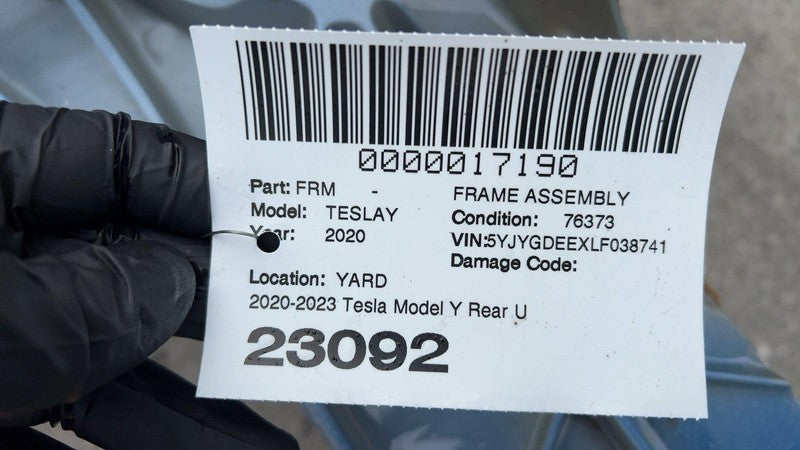 0000017190
Part: FRM - FRAME ASSEMBLY
Model: TESLAY Condition: 76373
Year: 2020 VIN:5YJYGDEEXLF038741
Damage Code:
Location: YARD
2020-2023 Tesla Model Y Rear U
23092